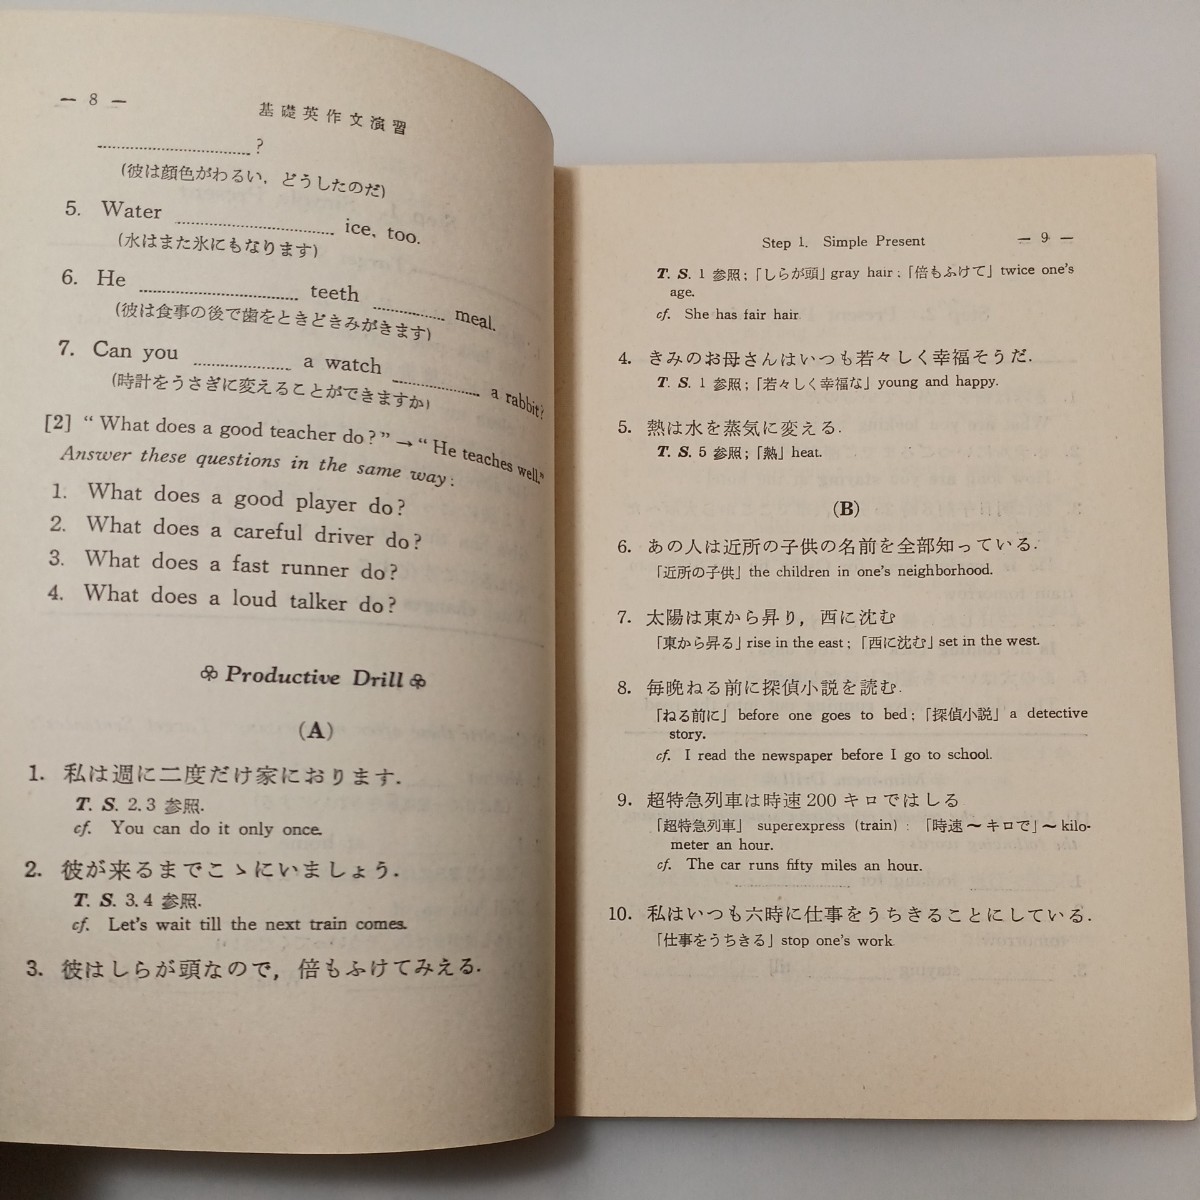 — 8 —
基礎英作文演習
..............................?
(彼は顔色がわるい，どうしたのだ)
5. Water .............................. ice, too.
(水はまた氷にもなります)
6. He .............................. teeth .............. meal.
(彼は食事の後で歯をときどきみがきます)
7. Can you .................. a watch .................. a rabbit?
(時計をうさぎに変えることができますか)
[2] “What does a good teacher do?” → “He teaches well.”
Answer these questions in the same way:
1. What does a good player do?
2. What does a careful driver do?
3. What does a fast runner do?
4. What does a loud talker do?
Productive Drill
(A)
1. 私は週に二度だけ家におります.
T. S. 2.3 参照.
cf. You can do it only once.
2. 彼が来るまでこゝにいましょう.
T. S. 3.4 参照.
cf. Let's wait till the next train comes.
3. 彼はしらが頭なので，倍もふけてみえる.
Step 1. Simple Present
— 9 —
T. S. 1 参照；「しらが頭」gray hair；「倍もふけて」twice one's
age.
cf. She has fair hair
4. きみのお母さんはいつも若々しく幸福そうだ.
T. S. 1 参照；「若々しく幸福な」young and happy.
5. 熱は水を蒸気に変える.
T. S. 5 参照；「熱」heat.
(B)
6. あの人は近所の子供の名前を全部知っている.
「近所の子供」the children in one's neighborhood.
7. 太陽は東から昇り，西に沈む
「東から昇る」rise in the east；「西に沈む」set in the west.
8. 毎晩ねる前に探偵小説を読む.
「ねる前に」before one goes to bed；「探偵小説」a detective
story.
cf. I read the newspaper before I go to school.
9. 超特急列車は時速200キロではしる
「超特急列車」superexpress (train)：「時速～キロで」～kilo-
meter an hour.
cf. The car runs fifty miles an hour.
10. 私はいつも六時に仕事をうちきることにしている.
「仕事をうちきる」stop one's work